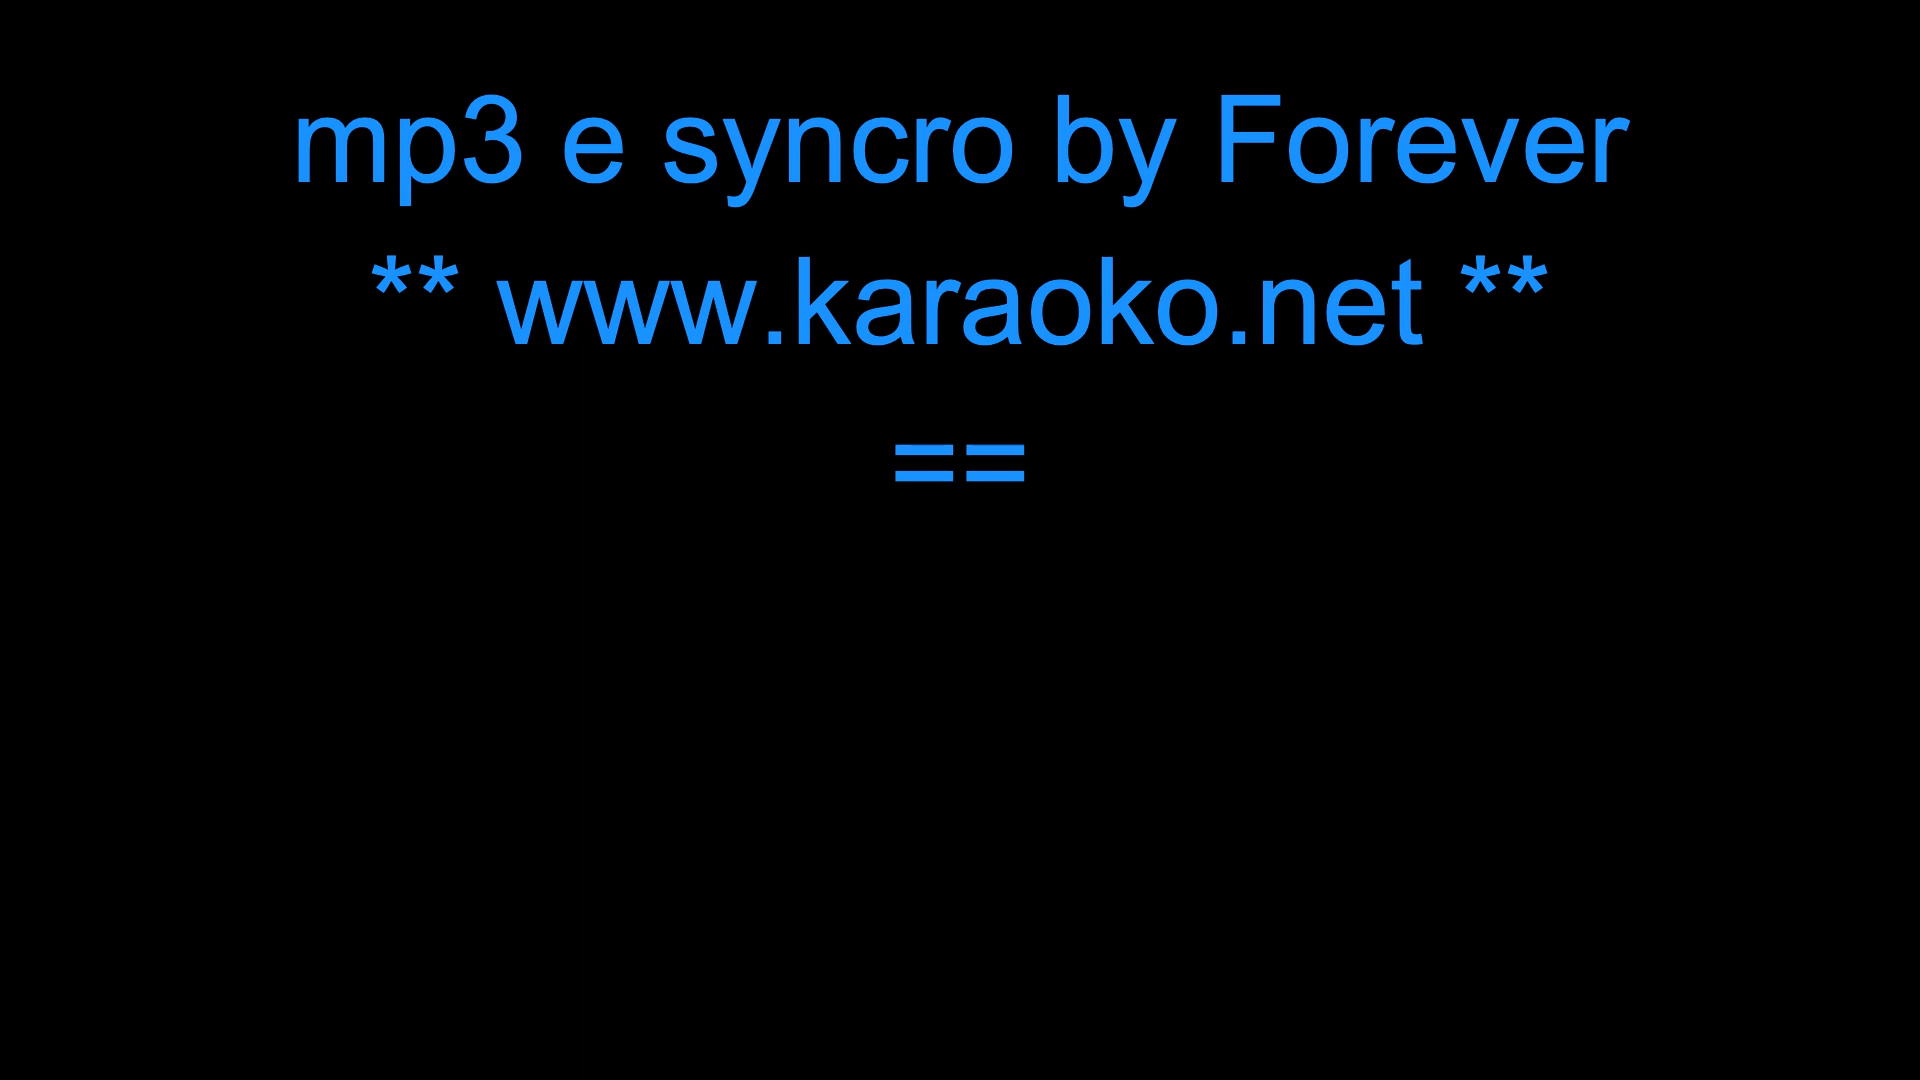 mp3 e syncro by Forever
** www.karaoko.net **
==